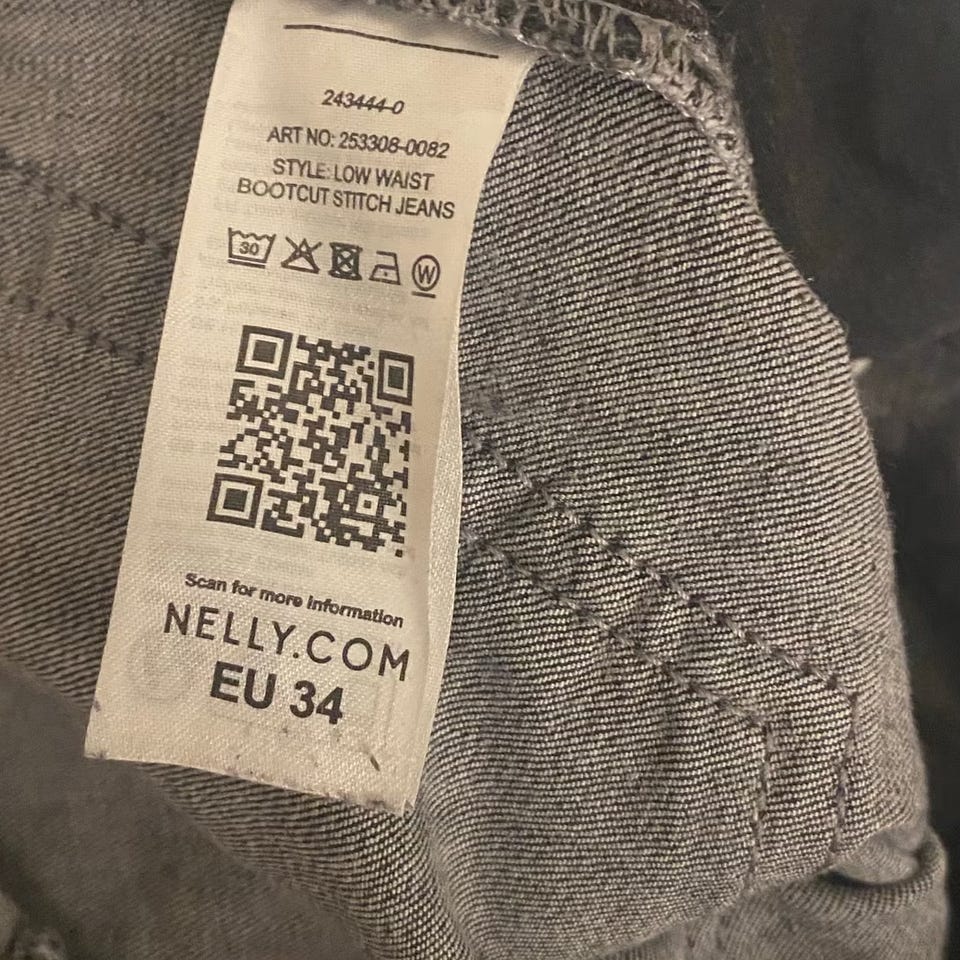 243444-0
ART NO: 253308-0082
STYLE: LOW WAIST
BOOTCUT STITCH JEANS
30 W
Scan for more information
NELLY.COM
EU 34